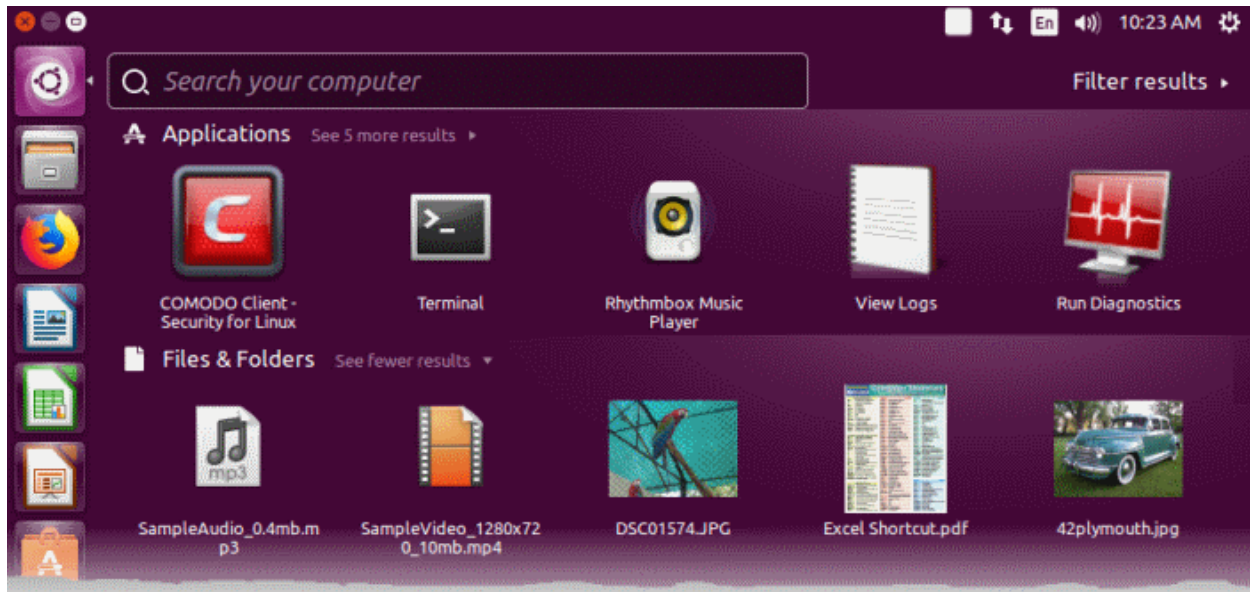 En 10:23 AM
Search your computer
Filter results
Applications See 5 more results
C
>_
COMODO Client -
Security for Linux
Terminal
Rhythmbox Music
Player
View Logs
Run Diagnostics
Files & Folders See fewer results
mp3
SampleAudio_0.4mb.m
p3
SampleVideo_1280x72
0_10mb.mp4
DSC01574.JPG
Excel Shortcut.pdf
42plymouth.jpg